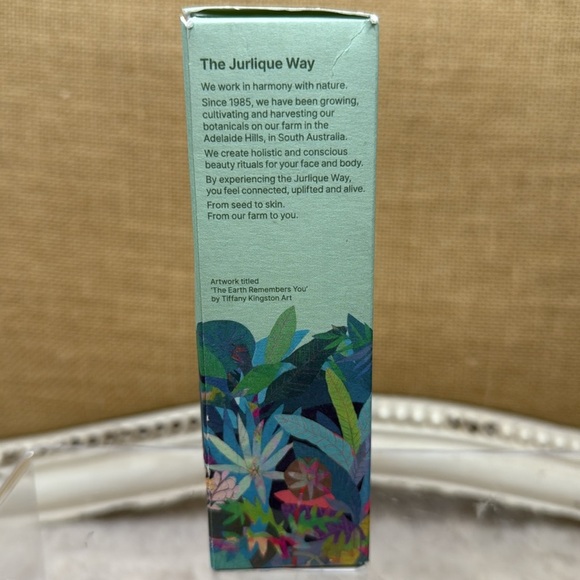 The Jurlique Way
We work in harmony with nature.
Since 1985, we have been growing,
cultivating and harvesting our
botanicals on our farm in the
Adelaide Hills, in South Australia.
We create holistic and conscious
beauty rituals for your face and body.
By experiencing the Jurlique Way,
you feel connected, uplifted and alive.
From seed to skin.
From our farm to you.
Artwork titled
'The Earth Remembers You'
by Tiffany Kingston Art